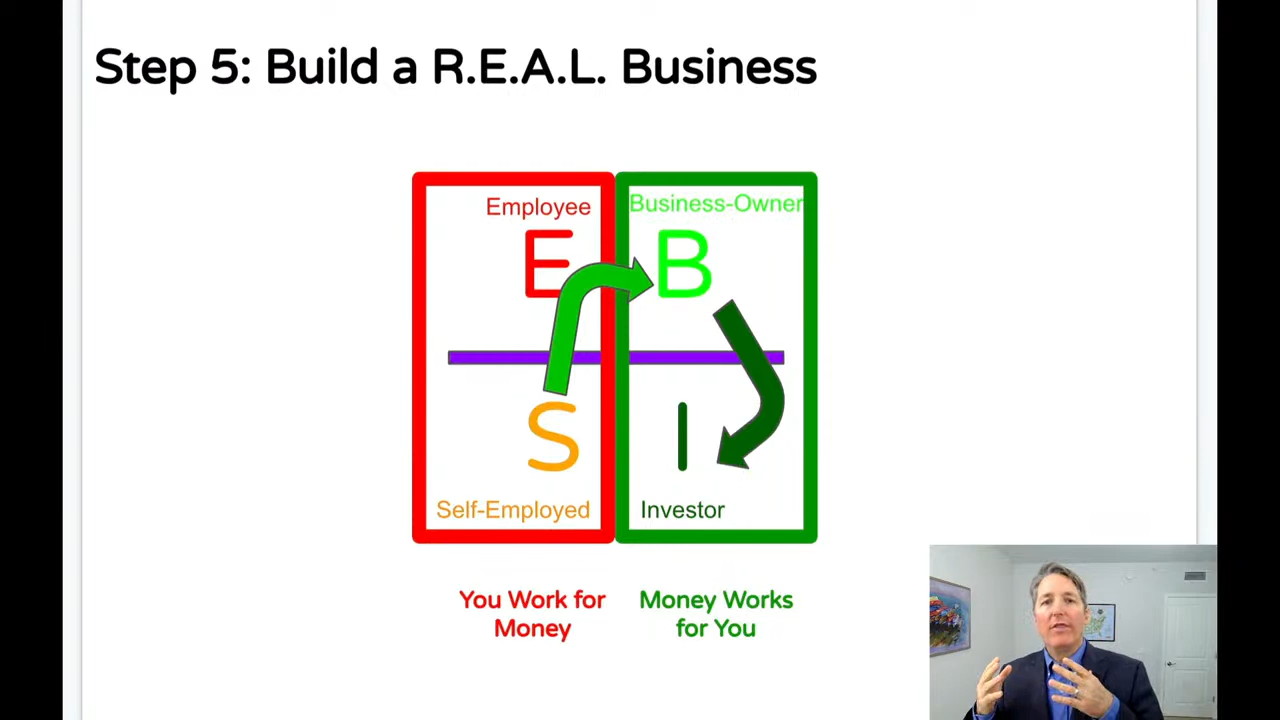 Step 5: Build a R.E.A.L. Business
Employee
Business-Owner
E
B
S
I
Self-Employed
Investor
You Work for
Money
Money Works
for You